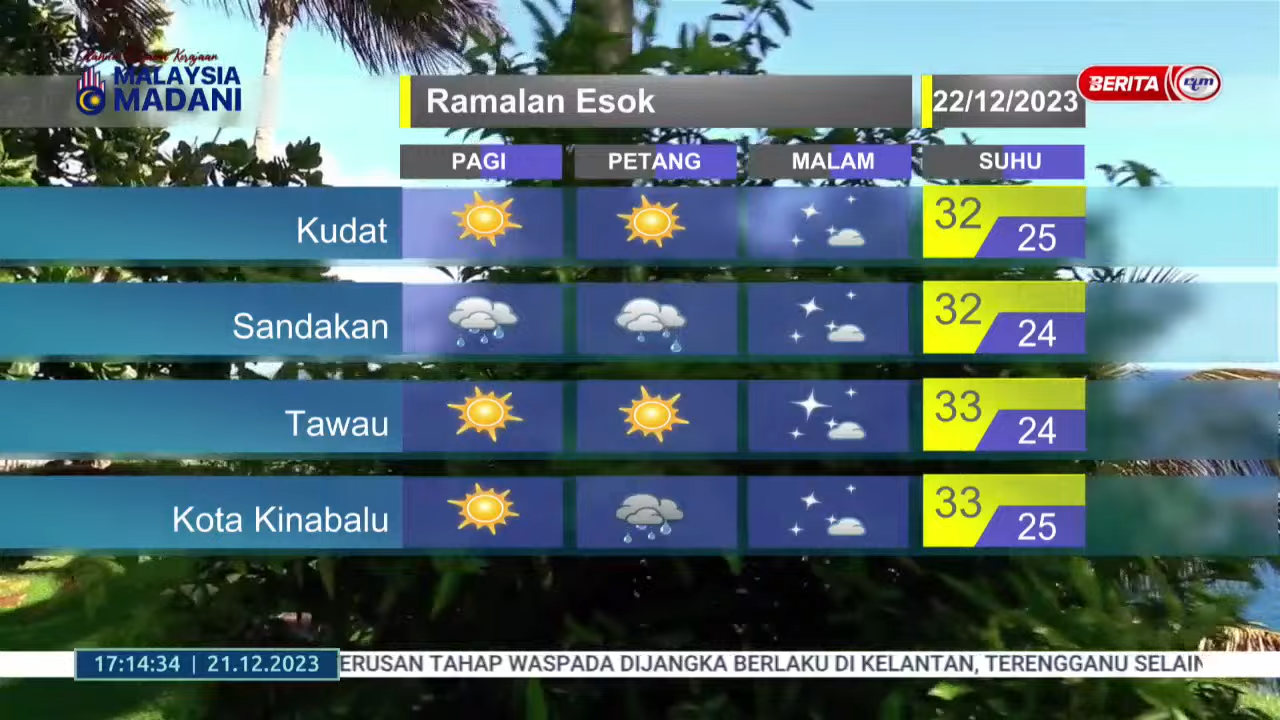 MALAYSIA
MADANI
Ramalan Esok
22/12/2023
BERITA
PAGI
PETANG
MALAM
SUHU
Kudat
32
25
Sandakan
32
24
Tawau
33
24
Kota Kinabalu
33
25
17:14:34 | 21.12.2023
ERUSAN TAHAP WASPADA DIJANGKA BERLAKU DI KELANTAN, TERENGGANU SELAIN